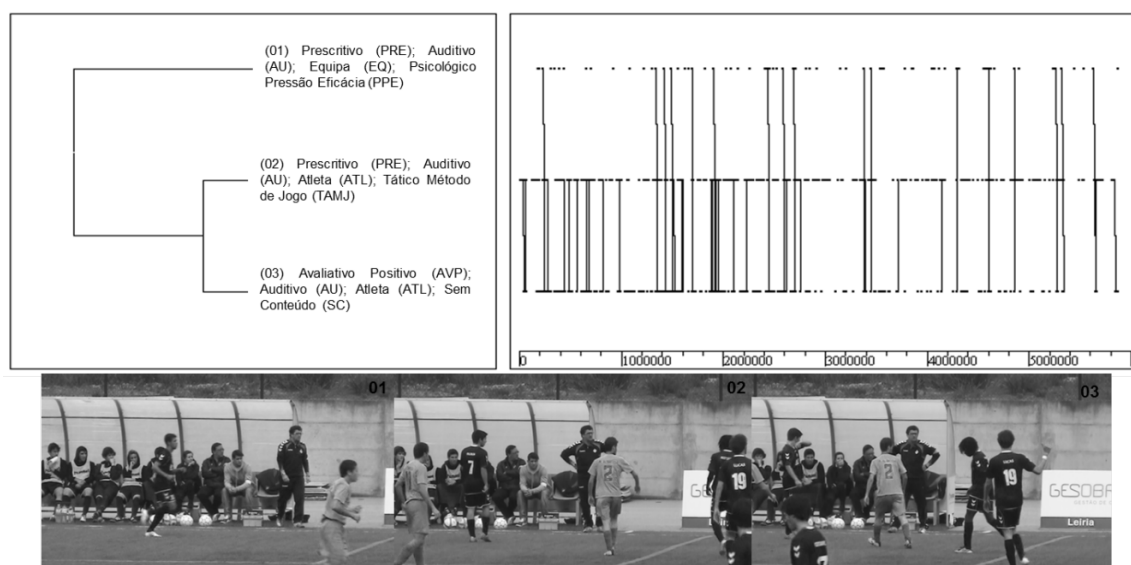 (01) Prescritivo (PRE); Auditivo
(AU); Equipa (EQ); Psicológico
Pressão Eficácia (PPE)
(02) Prescritivo (PRE); Auditivo
(AU); Atleta (ATL); Tático Método
de Jogo (TAMJ)
(03) Avaliativo Positivo (AVP);
Auditivo (AU); Atleta (ATL); Sem
Conteúdo (SC)
0 1000000 2000000 3000000 4000000 5000000
01
02
03
7
2
19
2
19
GESOB
GESOBR
Leiria
Leiria